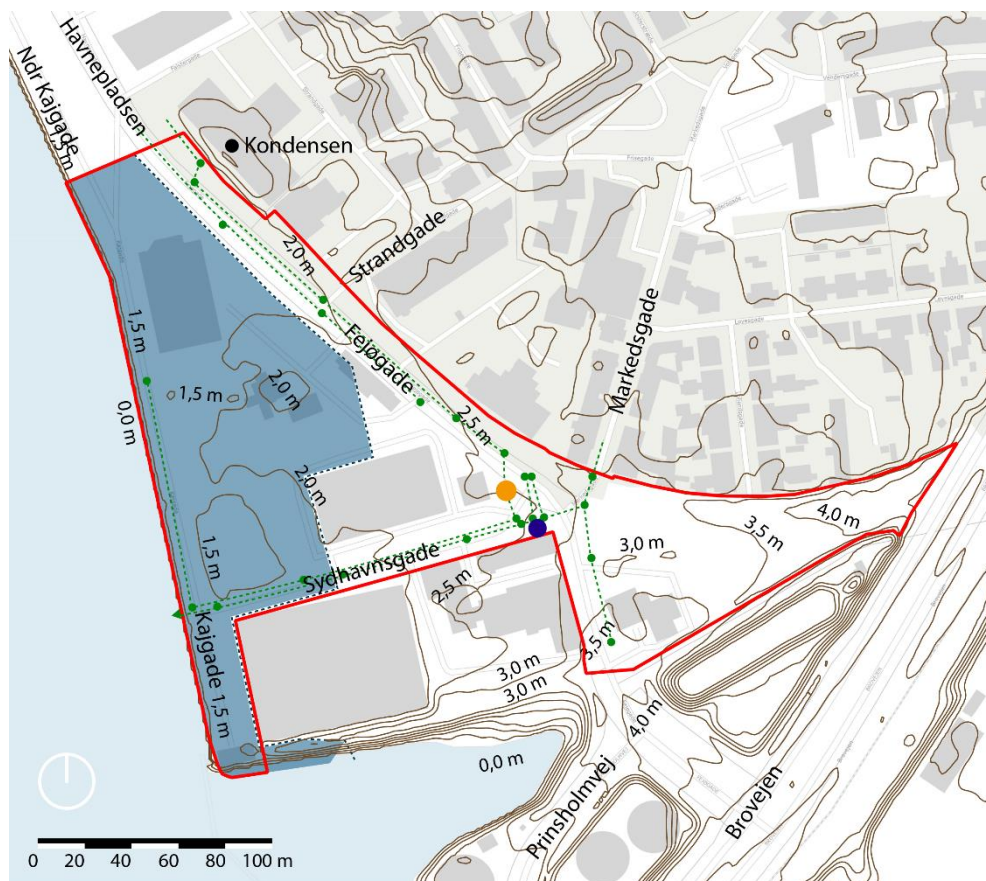 Havnepladsen
Ndr Kajgade
1,5 m
Kondensen
2,0 m
Strandgade
Markedsgade
Fejøgade
1,5 m
0,0 m
1,5 m
2,0 m
2,5 m
2,0 m
1,5 m
Sydhavnsgade
2,5 m
3,0 m
3,5 m
4,0 m
Kajgade
1,5 m
3,5 m
3,0 m
3,0 m
4,0 m
0,0 m
Prinsholmvej
Brovejen
0 20 40 60 80 100 m